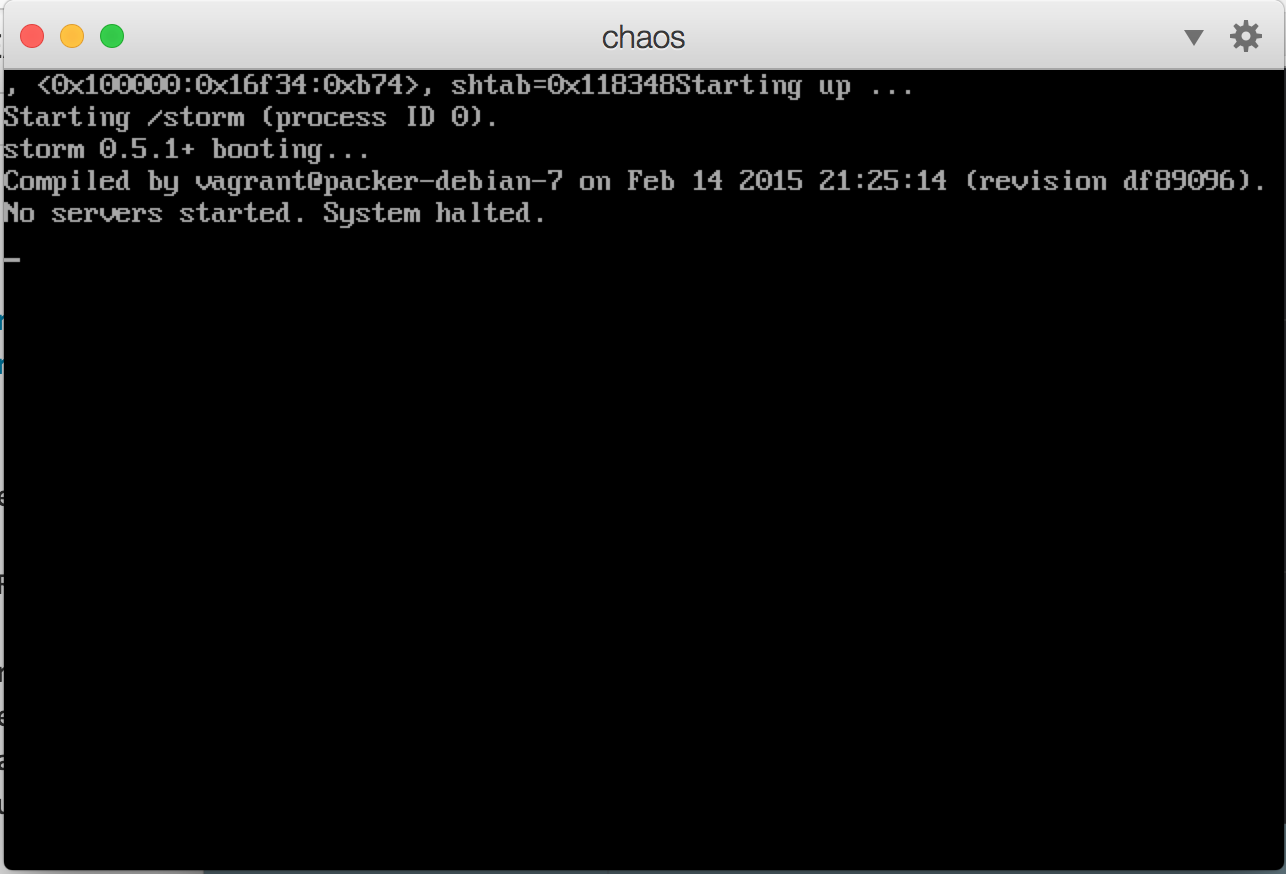 chaos
, <0x100000:0x16f34:0xb74>, shtab=0x118348Starting up ...
Starting /storm (process ID 0).
storm 0.5.1+ booting...
Compiled by vagrant@packer-debian-7 on Feb 14 2015 21:25:14 (revision df89096).
No servers started. System halted.